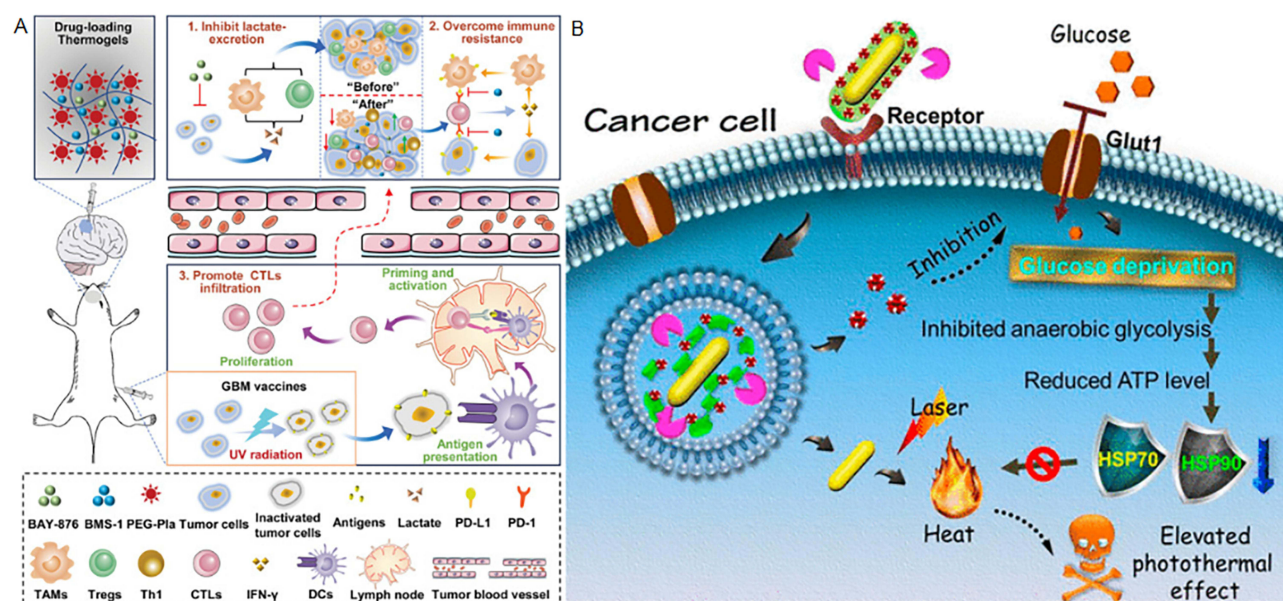 A
Drug-loading
Thermogels
1. Inhibit lactate-
excretion
"Before"
"After"
2. Overcome immune
resistance
3. Promote CTLs
infiltration
Priming and
activation
Proliferation
GBM vaccines
UV radiation
Antigen
presentation
BAY-876
BMS-1
PEG-Pla
Tumor cells
Inactivated
tumor cells
Antigens
Lactate
PD-L1
PD-1
TAMs
Tregs
Th1
CTLs
IFN-γ
DCs
Lymph node
Tumor blood vessel
B
Glucose
Receptor
Cancer cell
Glut1
Inhibition
Glucose deprivation
Inhibited anaerobic glycolysis
Reduced ATP level
Laser
HSP70
HSP90
Heat
Elevated
photothermal
effect